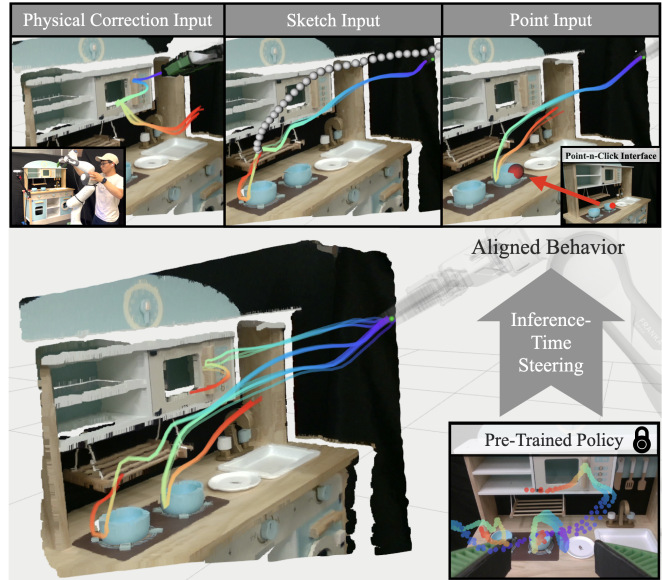 Physical Correction Input
Sketch Input
Point Input
Point-n-Click Interface
Aligned Behavior
Inference-
Time
Steering
Pre-Trained Policy